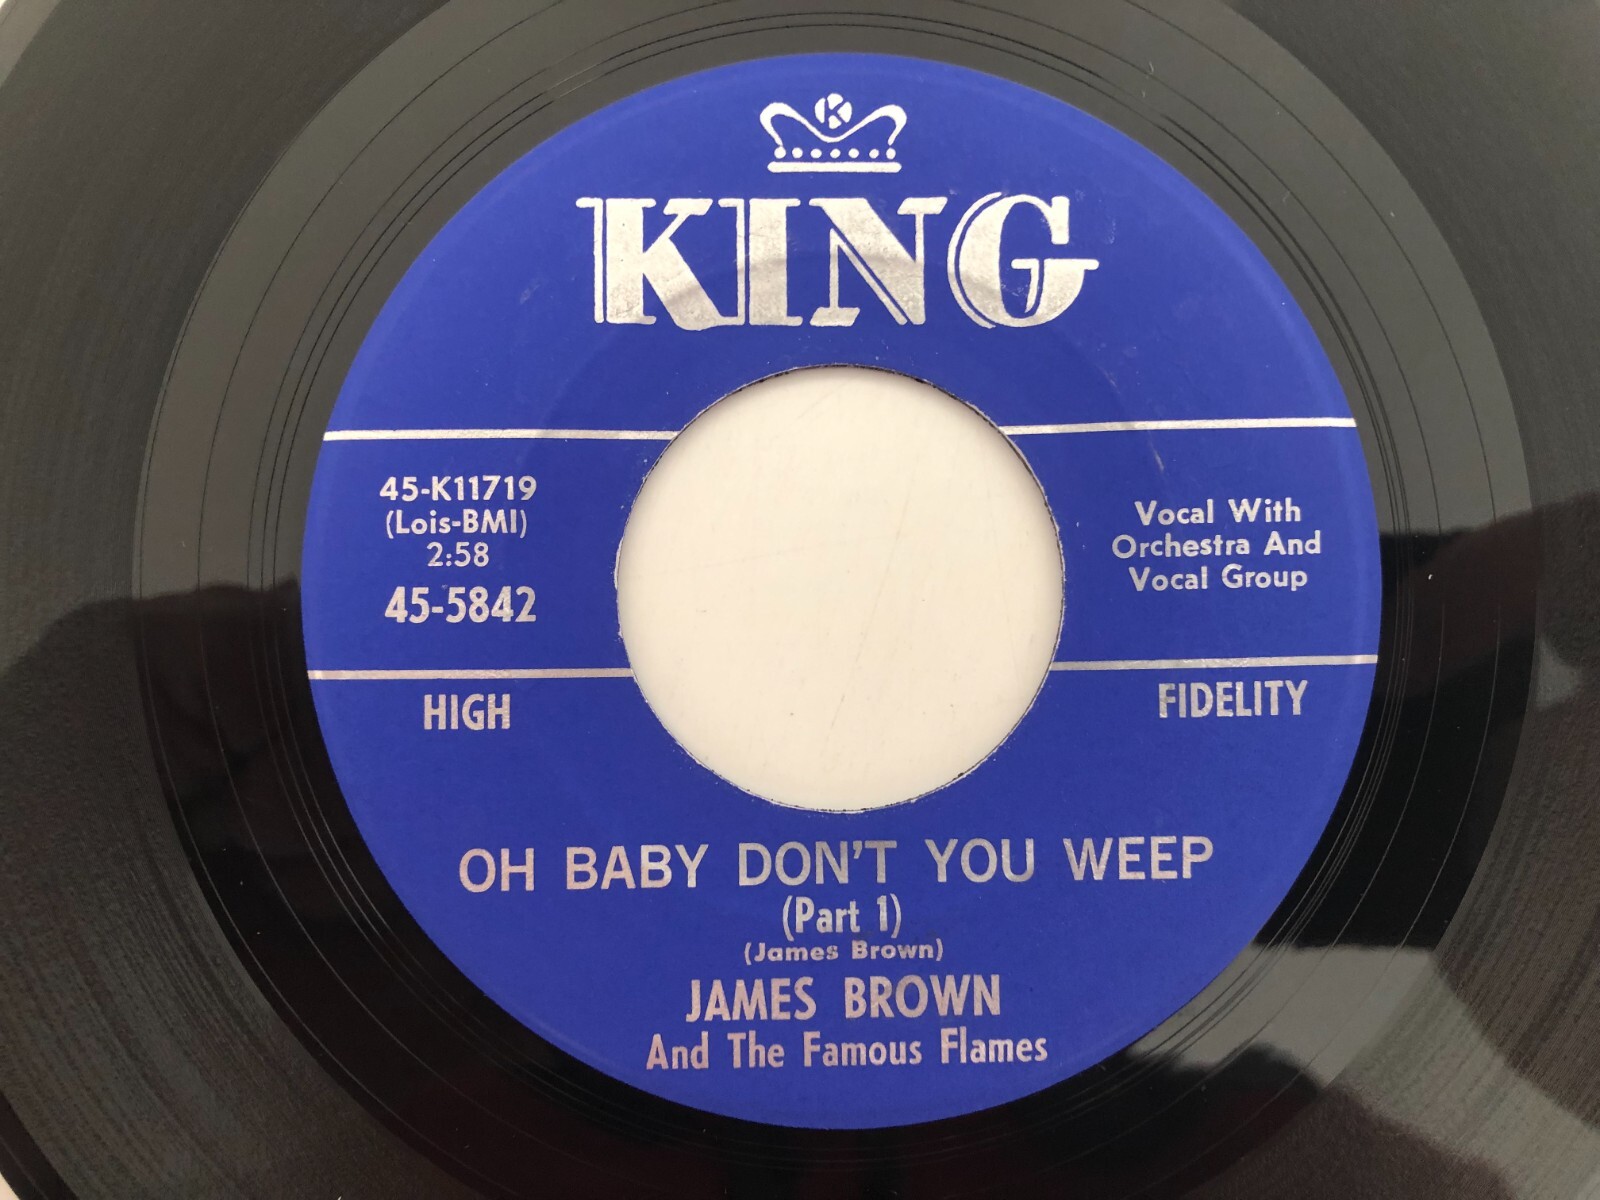 K
KING
45-K11719
(Lois-BMI)
2:58
45-5842
Vocal With
Orchestra And
Vocal Group
HIGH
FIDELITY
OH BABY DON'T YOU WEEP
(Part 1)
(James Brown)
JAMES BROWN
And The Famous Flames